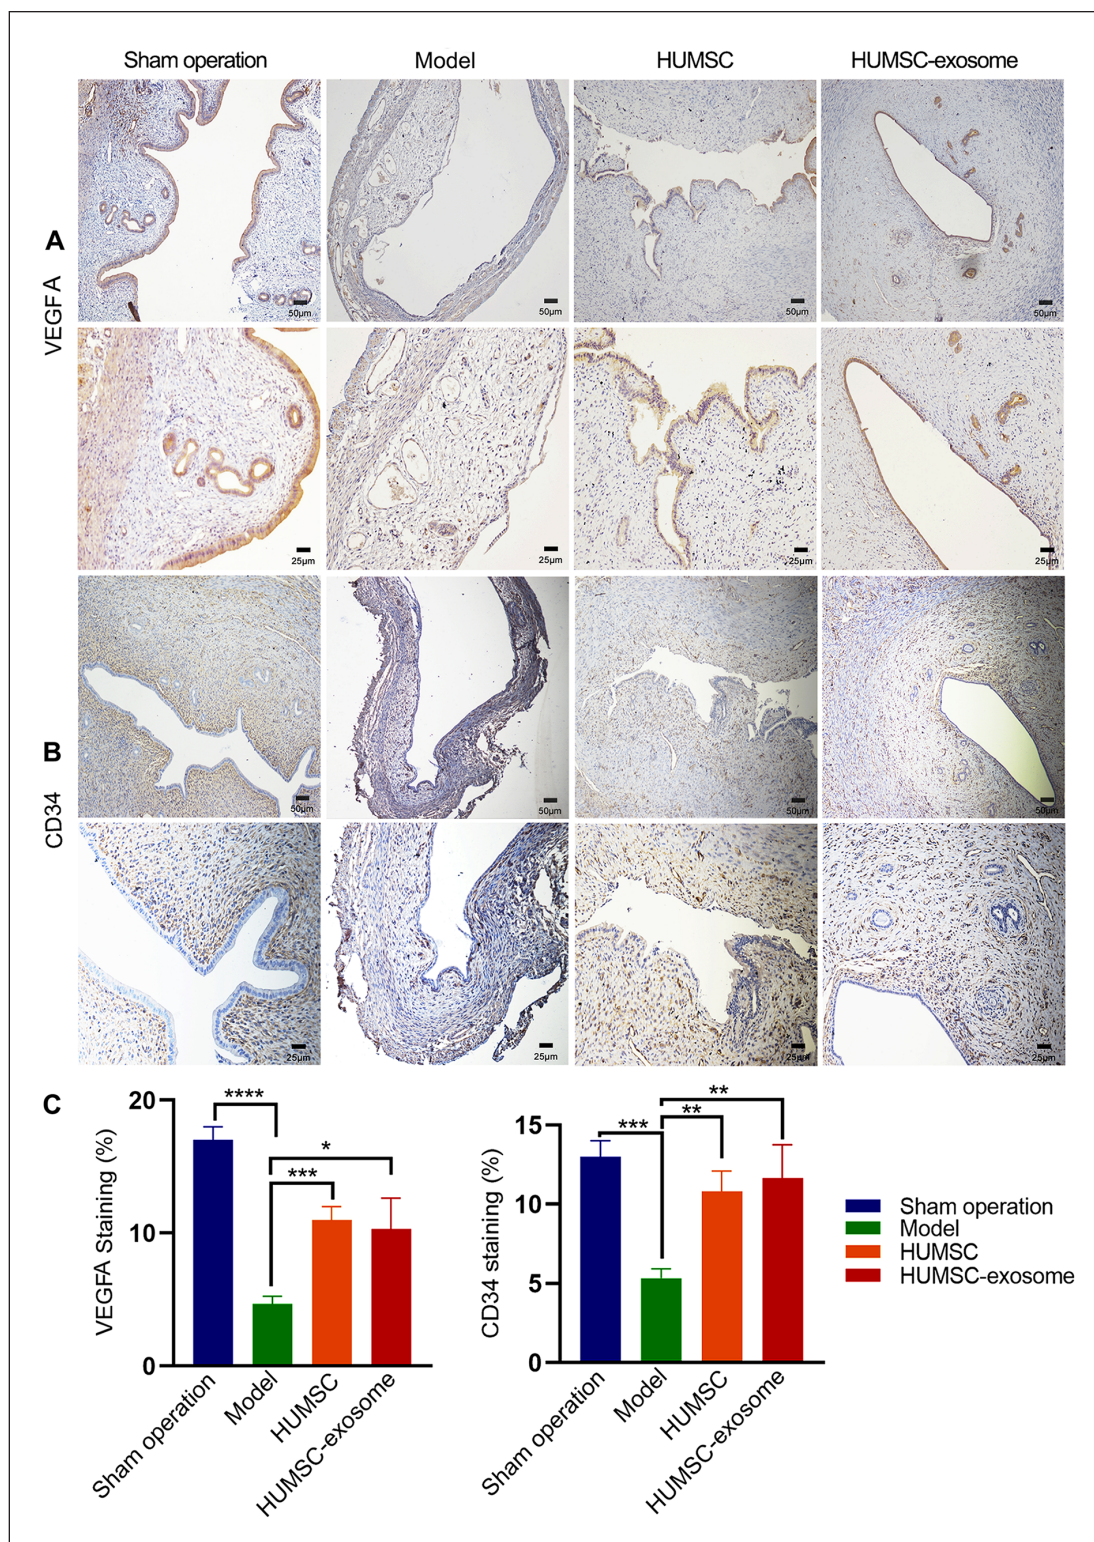 Sham operation Model HUMSC HUMSC-exosome
A
VEGF A
50μm 50μm 50μm 50μm
25μm 25μm 25μm 25μm
B
CD34
50μm 50μm 50μm 50μm
25μm 25μm 25μm 25μm
C
VEGFA Staining (%)
20
10
0
****
*
***
Sham operation
Model
HUMSC
HUMSC-exosome
CD34 staining (%)
15
10
5
0
***
**
**
Sham operation
Model
HUMSC
HUMSC-exosome
Sham operation
Model
HUMSC
HUMSC-exosome